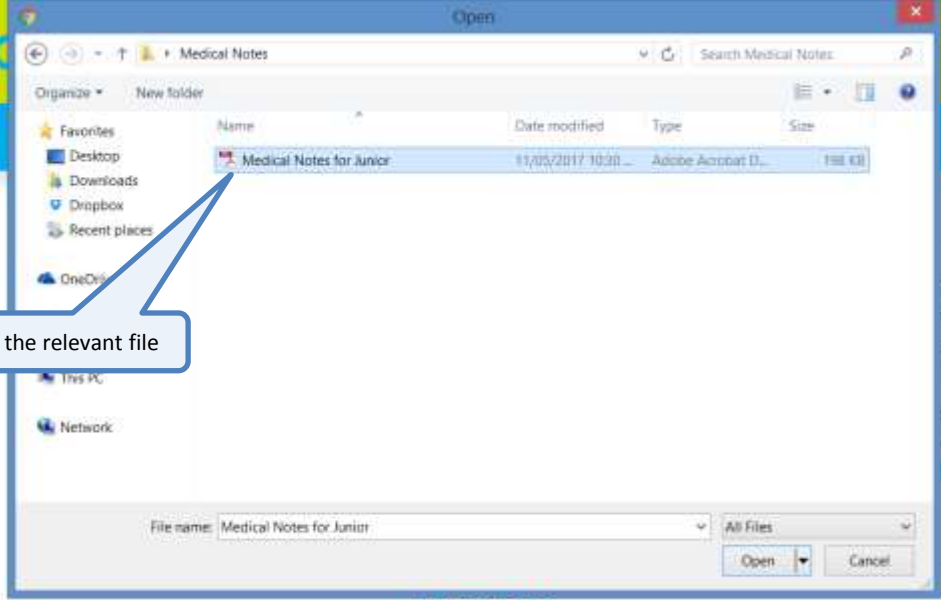 Open
Medical Notes
Search Medical Notes
Organize
New folder
Name
Date modified
Type
Size
Favorites
Desktop
Downloads
Dropbox
Recent places
Medical Notes for Junior
11/05/2017 10:30 ...
Adobe Acrobat D...
198 KB
OneDri
the relevant file
This PC
Network
File name: Medical Notes for Junior
All Files
Open
Cancel